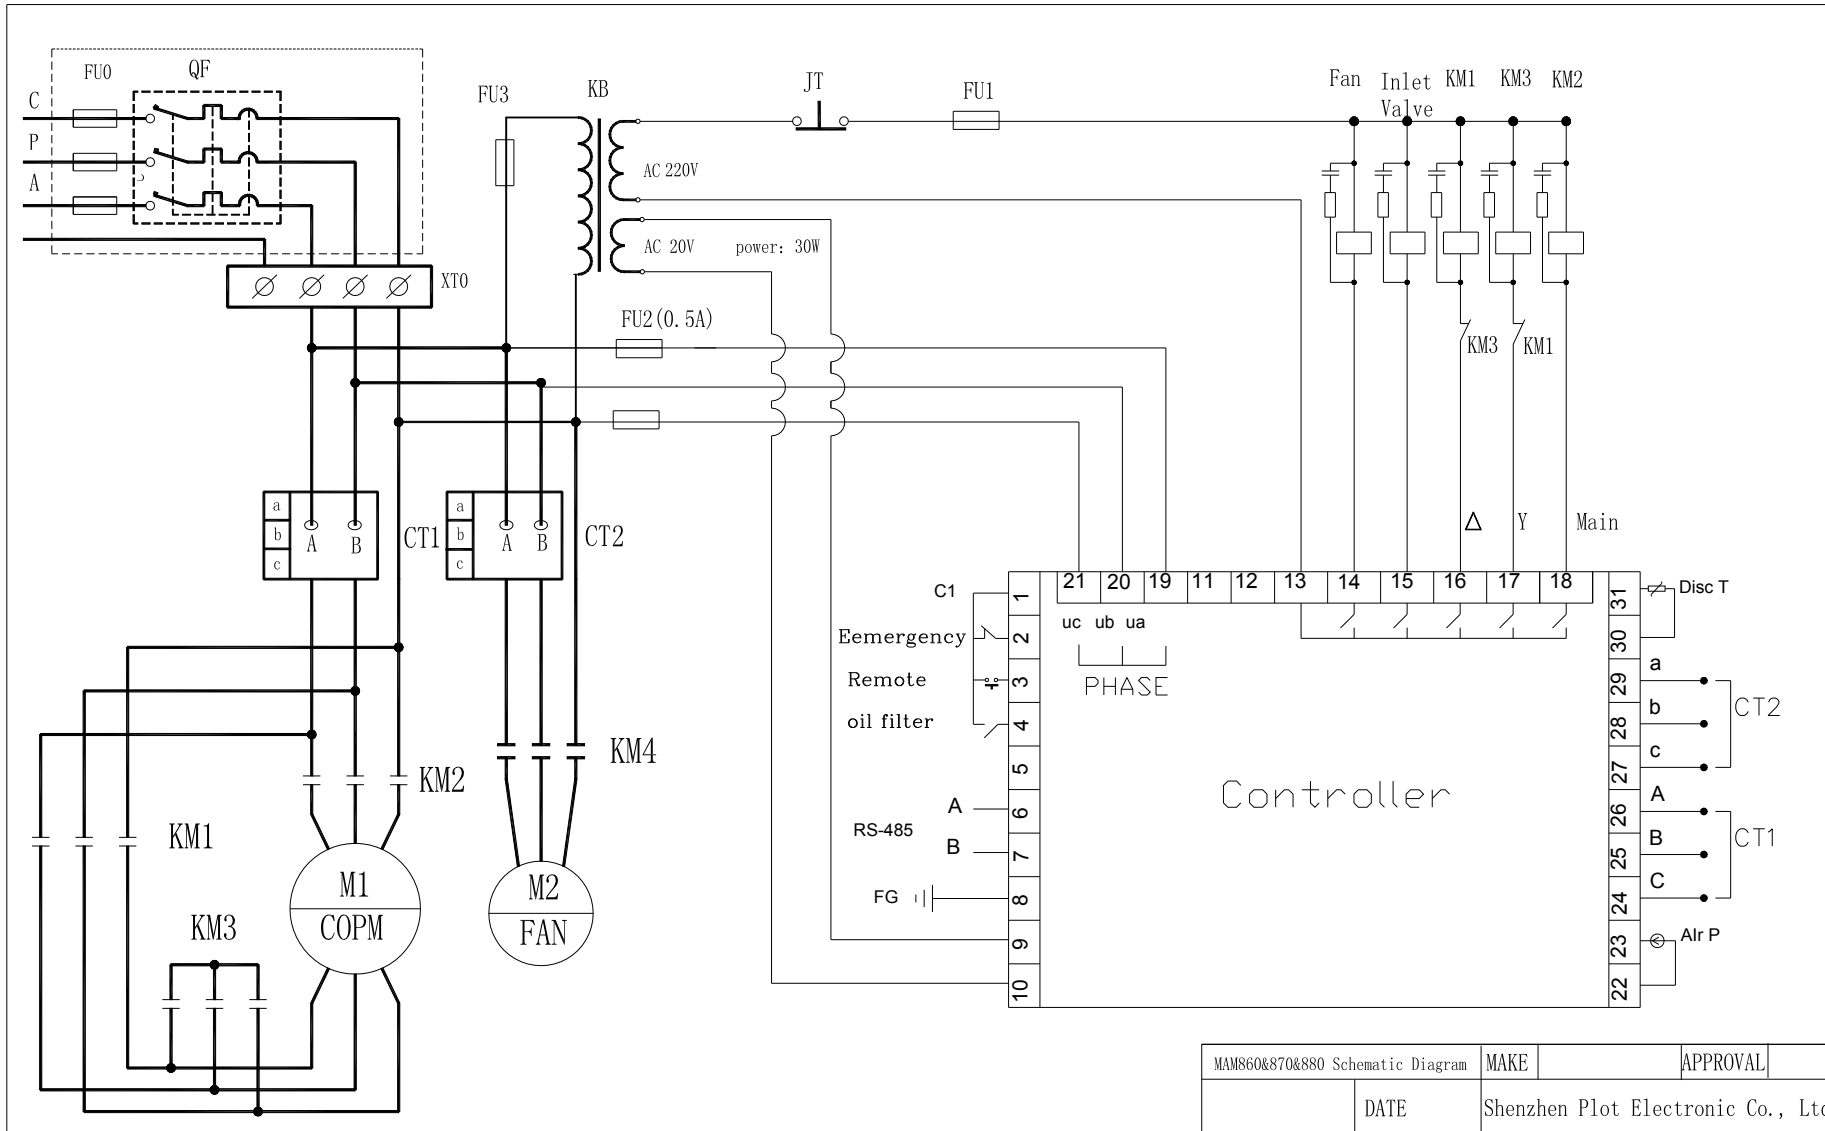 FU0
QF
C
P
A
XT0
FU3
KB
JT
FU1
AC 220V
AC 20V
power: 30W
FU2(0.5A)
Fan
Inlet
Valve
KM1
KM3
KM2
KM3
KM1
Δ
Y
Main
a
b
c
A
B
CT1
a
b
c
A
B
CT2
KM2
KM1
KM3
M1
COPM
KM4
M2
FAN
21
20
19
11
12
13
14
15
16
17
18
uc
ub
ua
PHASE
C1
1
Eemergency
2
Remote
3
oil filter
4
5
A
6
RS-485
B
7
FG
8
9
10
Controller
31
Disc T
30
a
29
b
28
CT2
c
27
A
26
B
25
CT1
C
24
23
AIr P
22
MAM860&870&880 Schematic Diagram
MAKE
APPROVAL
DATE
Shenzhen Plot Electronic Co., Ltd